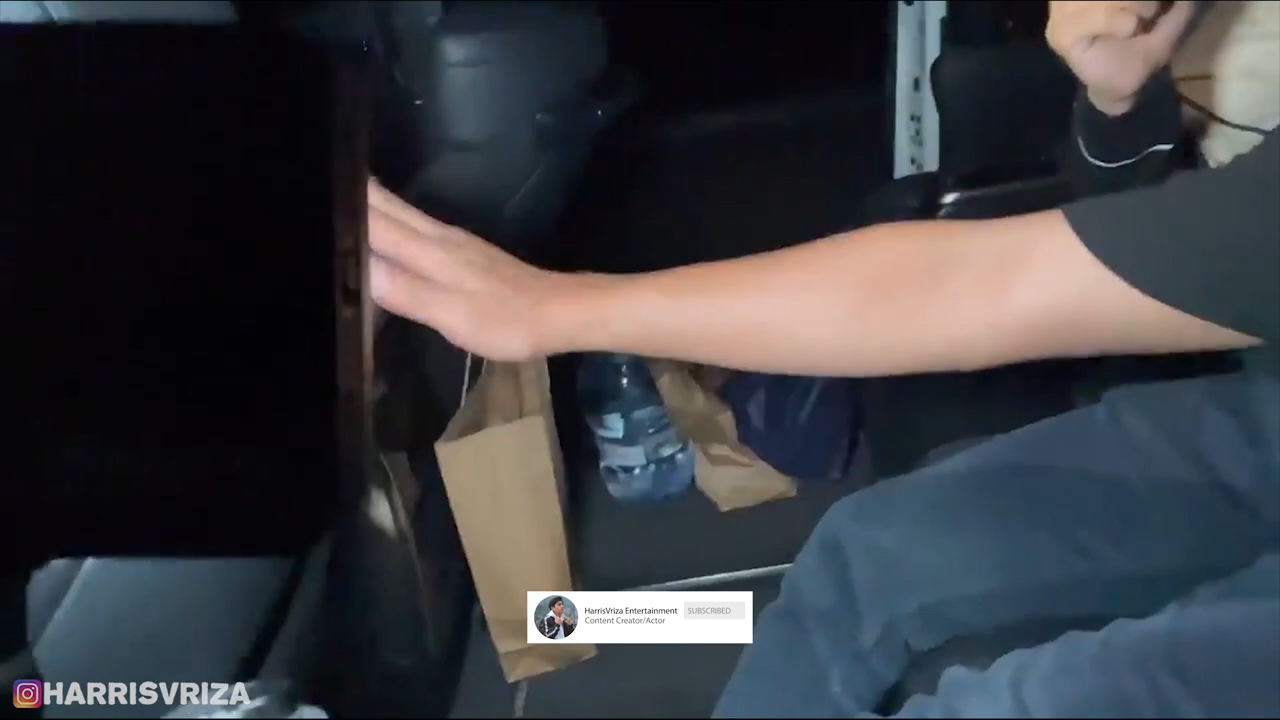 HarrisVriza Entertainment
SUBSCRIBED
Content Creator/Actor
HARRISVRIZA